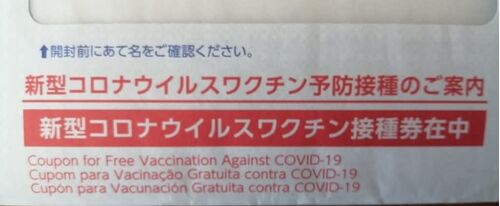 ⬆開封前にあて名をご確認ください。
新型コロナウイルスワクチン予防接種のご案内
新型コロナウイルスワクチン接種券在中
Coupon for Free Vaccination Against COVID-19
Cupom para Vacinação Gratuita contra COVID-19
Cupón para Vacunación Gratuita contra COVID-19